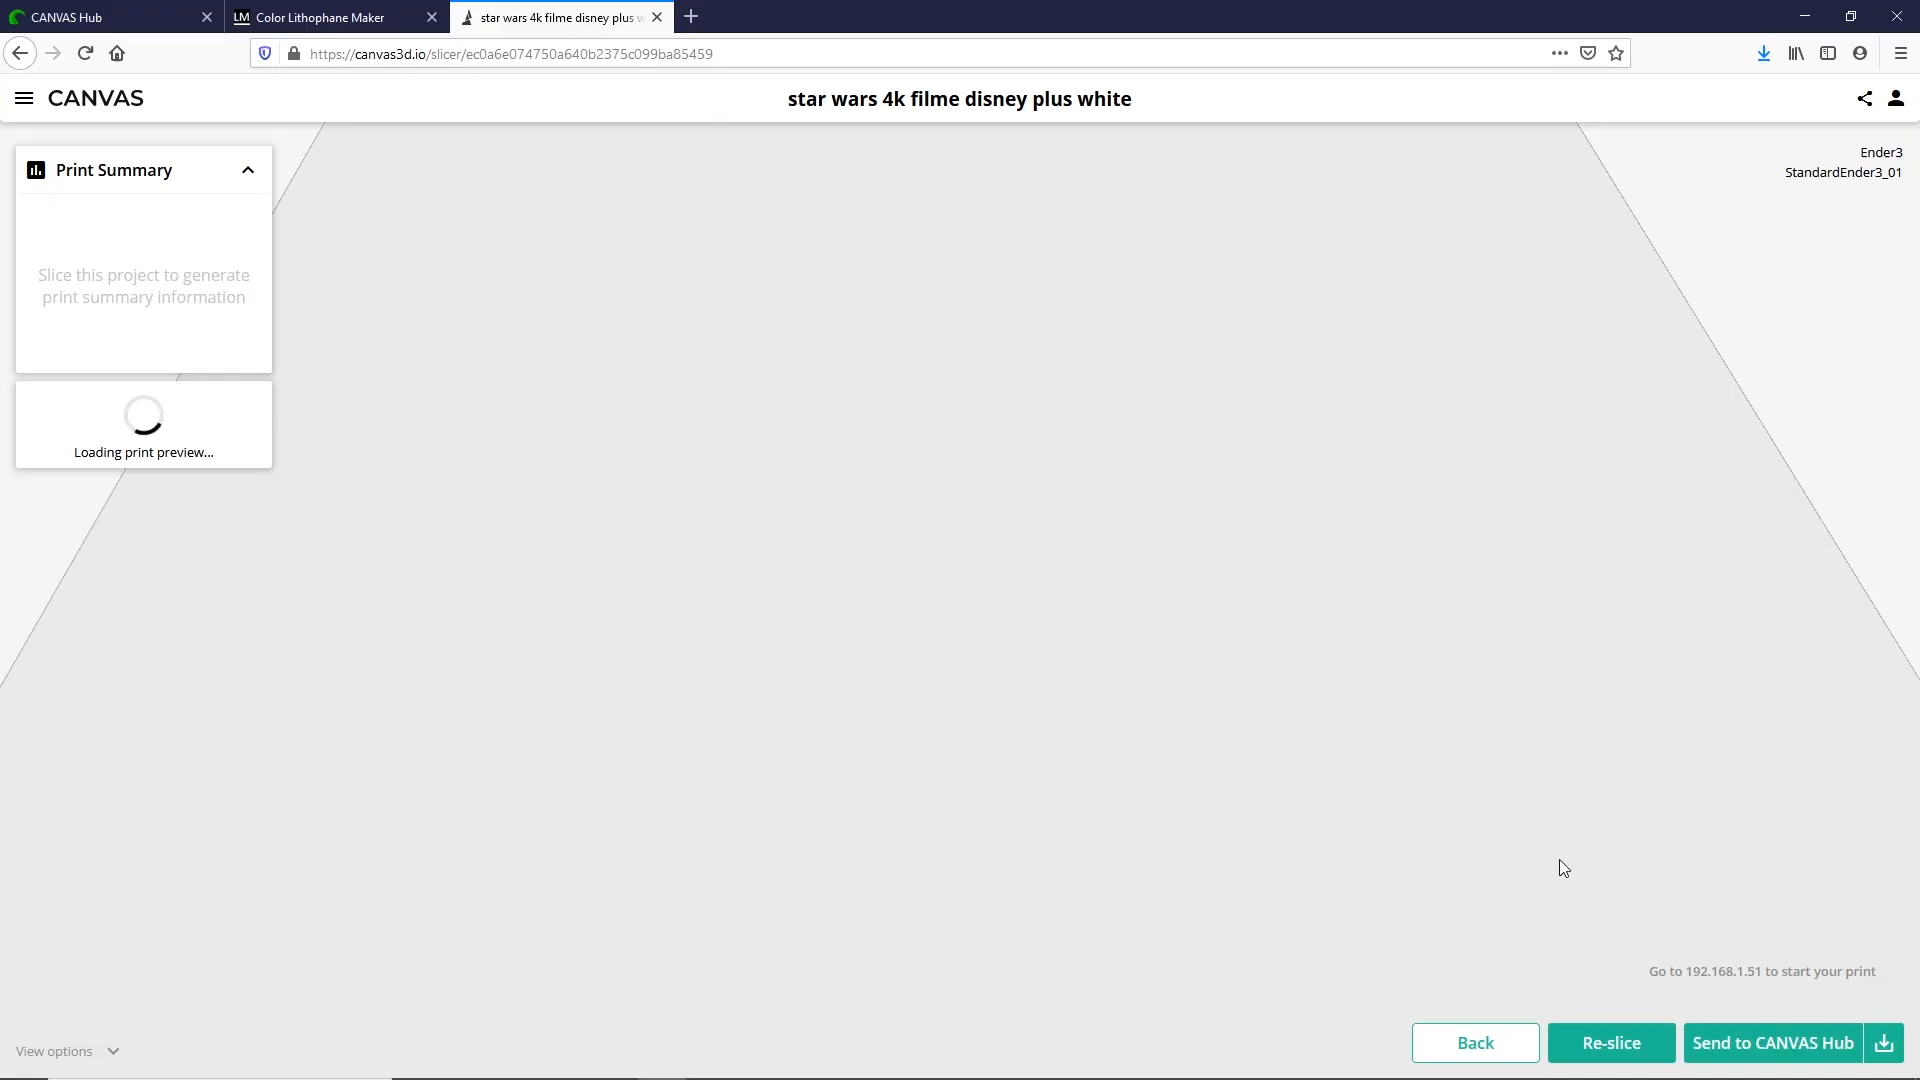 CANVAS Hub
LM Color Lithophane Maker
star wars 4k filme disney plus w
https://canvas3d.io/slicer/ec0a6e074750a640b2375c099ba85459
CANVAS
star wars 4k filme disney plus white
Print Summary
Ender3
StandardEnder3_01
Slice this project to generate
print summary information
Loading print preview...
Go to 192.168.1.51 to start your print
View options
Back
Re-slice
Send to CANVAS Hub